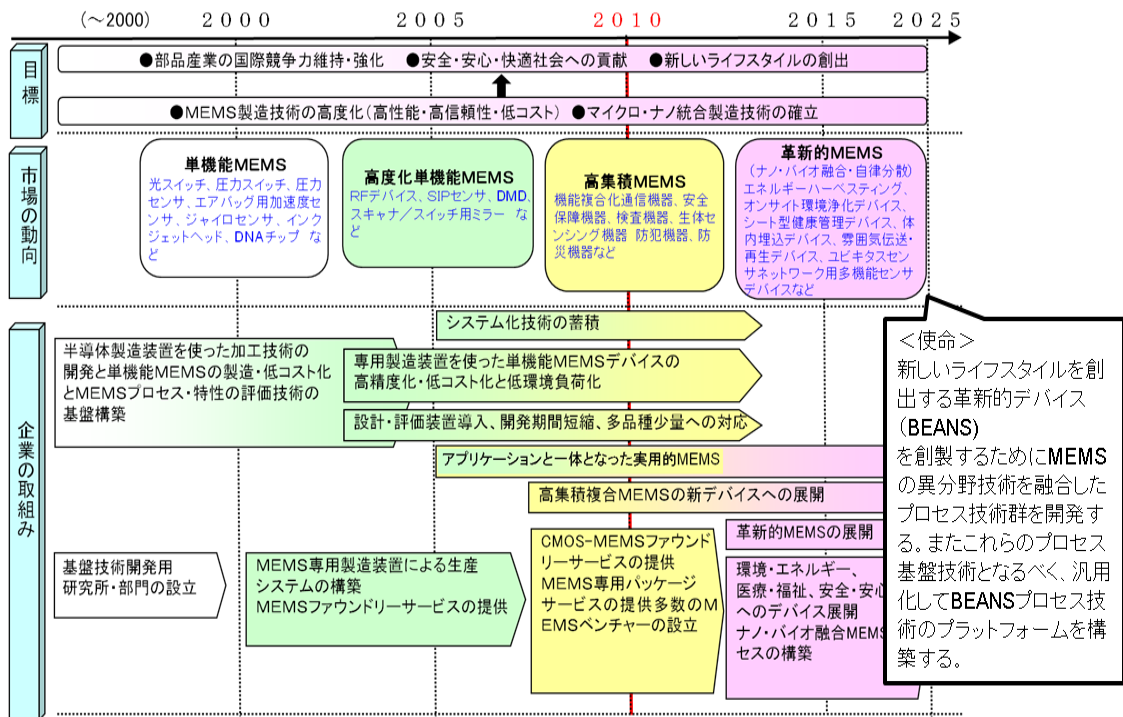 (～2000)
2000
2005
2010
2015
2025
目標
●部品産業の国際競争力維持・強化　●安全・安心・快適社会への貢献　●新しいライフスタイルの創出
●MEMS製造技術の高度化(高性能・高信頼性・低コスト)　●マイクロ・ナノ統合製造技術の確立
市場の動向
単機能MEMS
光スイッチ、圧力スイッチ、圧力
センサ、エアバッグ用加速度セ
ンサ、ジャイロセンサ、インク
ジェットヘッド、DNAチップ な
ど
高度化単機能MEMS
RFデバイス、SIPセンサ、DMD、
スキャナ／スイッチ用ミラー な
ど
高集積MEMS
機能複合化通信機器、安全
保障機器、検査機器、生体セ
ンシング機器 防犯機器、防
災機器など
革新的MEMS
（ナノ・バイオ融合・自律分散）
エネルギーハーベスティング、
オンサイト環境浄化デバイス、
シート型健康管理デバイス、体
内埋込デバイス、雰囲気伝送・
再生デバイス、ユビキタスセン
サネットワーク用多機能センサ
デバイスなど
企業の取組み
システム化技術の蓄積
半導体製造装置を使った加工技術の
開発と単機能MEMSの製造・低コスト化
とMEMSプロセス・特性の評価技術の
基盤構築
専用製造装置を使った単機能MEMSデバイスの
高精度化・低コスト化と低環境負荷化
設計・評価装置導入、開発期間短縮、多品種少量への対応
アプリケーションと一体となった実用的MEMS
高集積複合MEMSの新デバイスへの展開
革新的MEMSの展開
基盤技術開発用
研究所・部門の設立
MEMS専用製造装置による生産
システムの構築
MEMSファウンドリーサービスの提供
CMOS-MEMSファウンド
リーサービスの提供
MEMS専用パッケージ
サービスの提供多数のM
EMSベンチャーの設立
環境・エネルギー、
医療・福祉、安全・安心
へのデバイス展開
ナノ・バイオ融合MEMS
セスの構築
＜使命＞
新しいライフスタイルを創
出する革新的デバイス
（BEANS)
を創製するためにMEMS
の異分野技術を融合した
プロセス技術群を開発す
る。またこれらのプロセス
基盤技術となるべく、汎用
化してBEANSプロセス技
術のプラットフォームを構
築する。